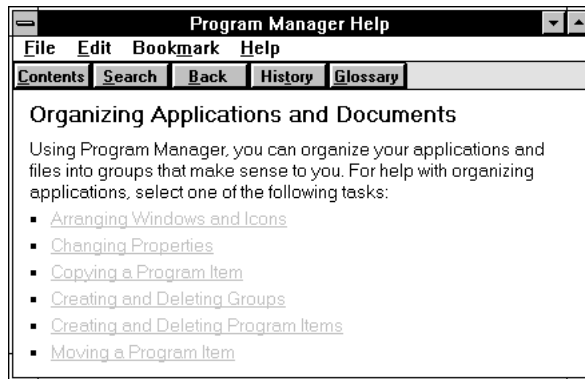 Program Manager Help
File Edit Bookmark Help
Contents Search Back History Glossary
Organizing Applications and Documents
Using Program Manager, you can organize your applications and
files into groups that make sense to you. For help with organizing
applications, select one of the following tasks:
Arranging Windows and Icons
Changing Properties
Copying a Program Item
Creating and Deleting Groups
Creating and Deleting Program Items
Moving a Program Item